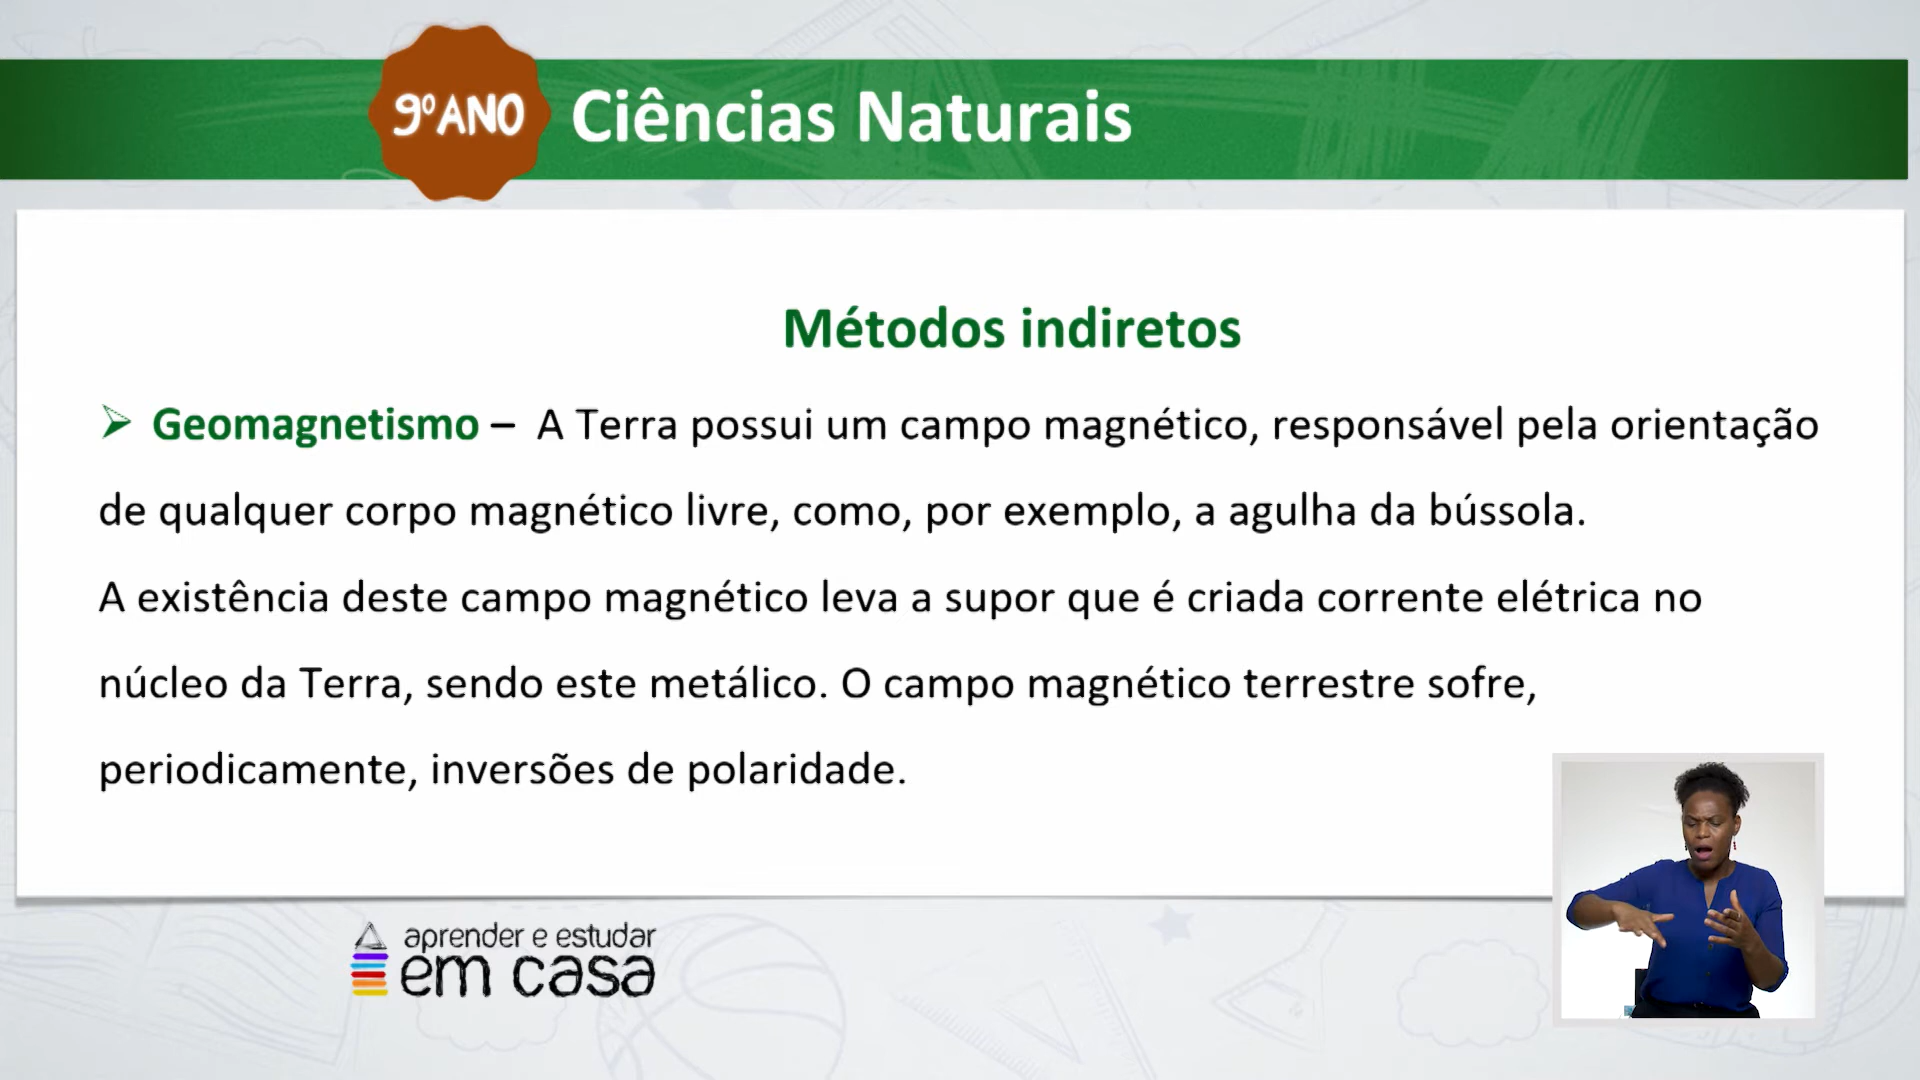 9ºANO
Ciências Naturais
Métodos indiretos
Geomagnetismo – A Terra possui um campo magnético, responsável pela orientação
de qualquer corpo magnético livre, como, por exemplo, a agulha da bússola.
A existência deste campo magnético leva a supor que é criada corrente elétrica no
núcleo da Terra, sendo este metálico. O campo magnético terrestre sofre,
periodicamente, inversões de polaridade.
aprender e estudar
em casa